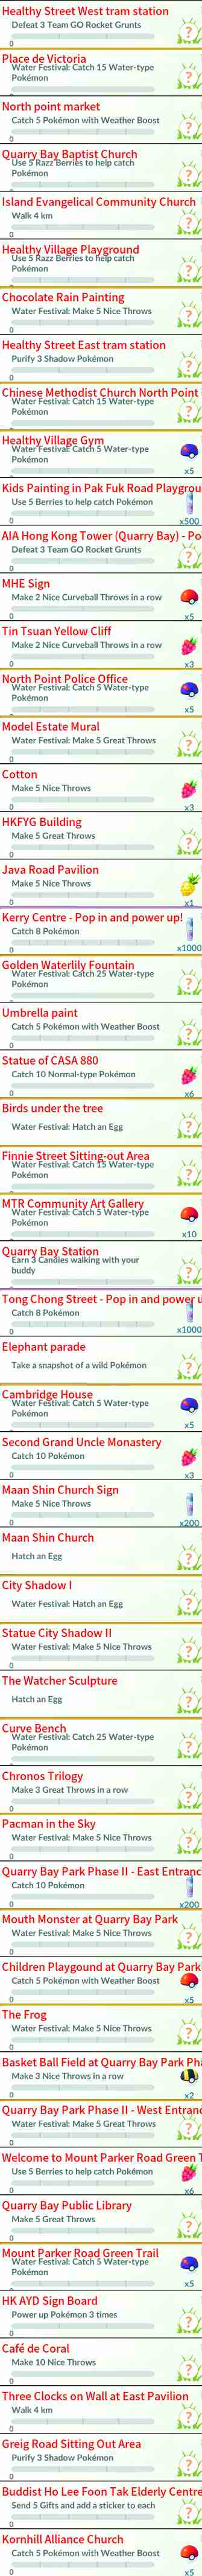 Healthy Street West tram station
Defeat 3 Team GO Rocket Grunts
0
Place de Victoria
Water Festival: Catch 15 Water-type
Pokémon
North point market
Catch 5 Pokémon with Weather Boost
0
Quarry Bay Baptist Church
Use 5 Razz Berries to help catch
Pokémon
Island Evangelical Community Church
Walk 4 km
0
Healthy Village Playground
Use 5 Razz Berries to help catch
Pokémon
Chocolate Rain Painting
Water Festival: Make 5 Nice Throws
0
Healthy Street East tram station
Purify 3 Shadow Pokémon
0
Chinese Methodist Church North Point
Water Festival: Catch 15 Water-type
Pokémon
Healthy Village Gym
Water Festival: Catch 5 Water-type
Pokémon
x5
Kids Painting in Pak Fuk Road Playgrou
Use 5 Berries to help catch Pokémon
0
x500
AIA Hong Kong Tower (Quarry Bay) - Po
Defeat 3 Team GO Rocket Grunts
0
MHE Sign
Make 2 Nice Curveball Throws in a row
0
x5
Tin Tsuan Yellow Cliff
Make 2 Nice Curveball Throws in a row
0
x3
North Point Police Office
Water Festival: Catch 5 Water-type
Pokémon
x5
Model Estate Mural
Water Festival: Make 5 Great Throws
0
Cotton
Make 5 Nice Throws
0
x3
HKFYG Building
Make 5 Great Throws
0
Java Road Pavilion
Make 5 Nice Throws
0
x1
Kerry Centre - Pop in and power up!
Catch 8 Pokémon
0
x1000
Golden Waterlily Fountain
Water Festival: Catch 25 Water-type
Pokémon
Umbrella paint
Catch 5 Pokémon with Weather Boost
0
Statue of CASA 880
Catch 10 Normal-type Pokémon
0
x6
Birds under the tree
Water Festival: Hatch an Egg
Finnie Street Sitting-out Area
Water Festival: Catch 15 Water-type
Pokémon
MTR Community Art Gallery
Water Festival: Catch 5 Water-type
Pokémon
x10
Quarry Bay Station
Earn 3 Candies walking with your
buddy
Tong Chong Street - Pop in and power u
Catch 8 Pokémon
0
x1000
Elephant parade
Take a snapshot of a wild Pokémon
Cambridge House
Water Festival: Catch 5 Water-type
Pokémon
x5
Second Grand Uncle Monastery
Catch 10 Pokémon
0
x3
Maan Shin Church Sign
Make 5 Nice Throws
0
x200
Maan Shin Church
Hatch an Egg
City Shadow I
Water Festival: Hatch an Egg
Statue City Shadow II
Water Festival: Make 5 Nice Throws
0
The Watcher Sculpture
Hatch an Egg
Curve Bench
Water Festival: Catch 25 Water-type
Pokémon
Chronos Trilogy
Make 3 Great Throws in a row
0
Pacman in the Sky
Water Festival: Make 5 Nice Throws
0
Quarry Bay Park Phase II - East Entranc
Catch 10 Pokémon
0
x200
Mouth Monster at Quarry Bay Park
Water Festival: Make 5 Nice Throws
0
Children Playgound at Quarry Bay Park
Catch 5 Pokémon with Weather Boost
0
x5
The Frog
Water Festival: Make 5 Nice Throws
0
Basket Ball Field at Quarry Bay Park Pha
Make 3 Nice Throws in a row
0
x2
Quarry Bay Park Phase II - West Entranc
Water Festival: Make 5 Great Throws
0
Welcome to Mount Parker Road Green T
Use 5 Berries to help catch Pokémon
0
x6
Quarry Bay Public Library
Make 5 Great Throws
0
Mount Parker Road Green Trail
Water Festival: Catch 5 Water-type
Pokémon
x5
HK AYD Sign Board
Power up Pokémon 3 times
0
Café de Coral
Make 10 Nice Throws
0
Three Clocks on Wall at East Pavilion
Walk 4 km
0
Greig Road Sitting Out Area
Purify 3 Shadow Pokémon
0
Buddist Ho Lee Foon Tak Elderly Centre
Send 5 Gifts and add a sticker to each
0
Kornhill Alliance Church
Catch 5 Pokémon with Weather Boost
0
x5